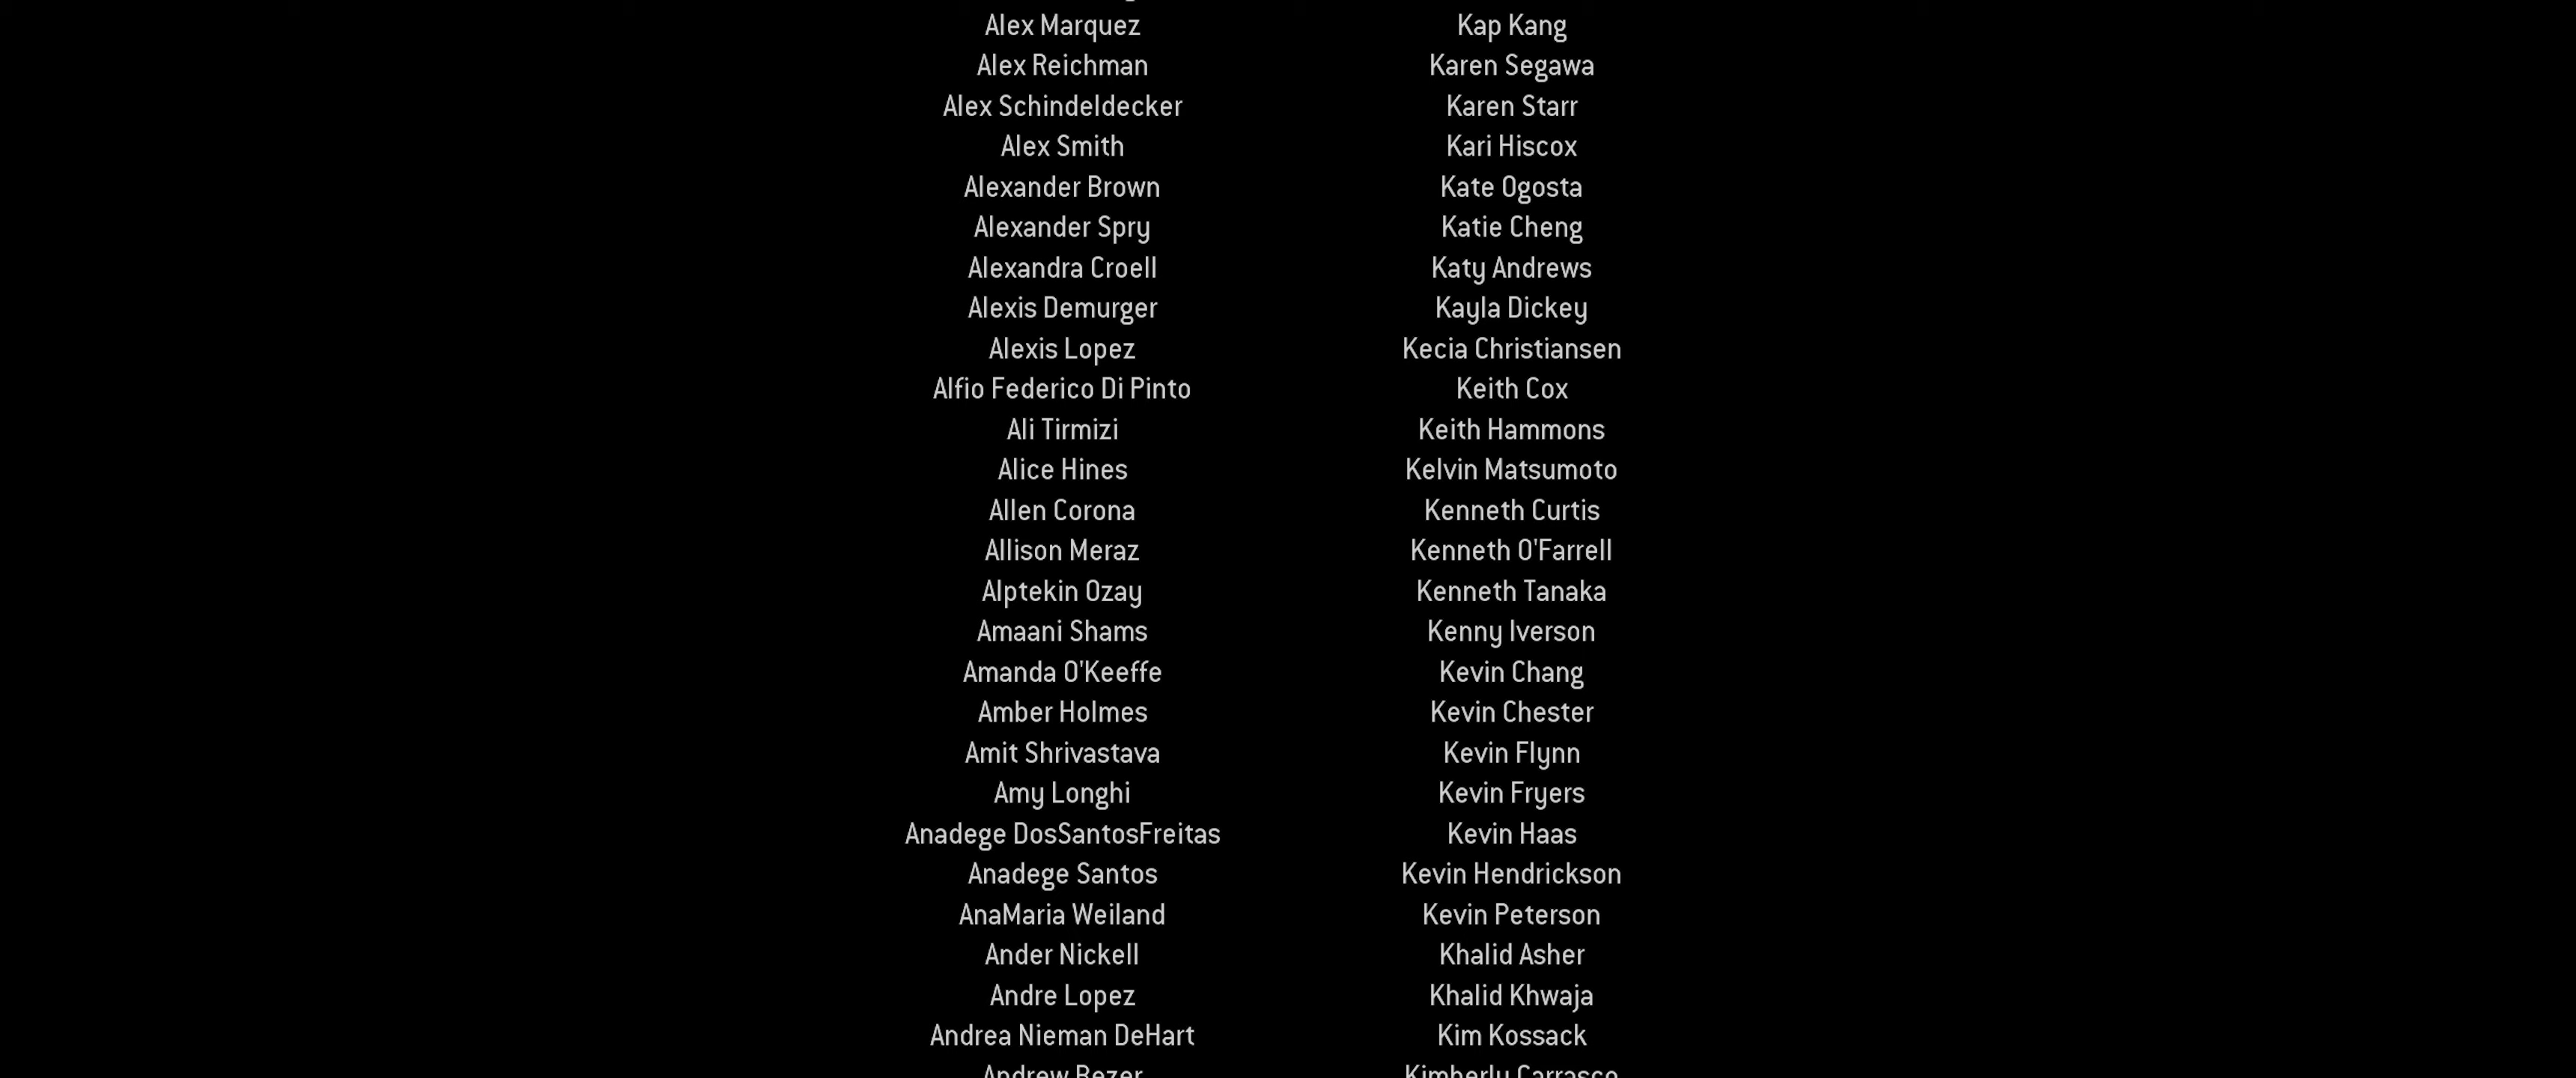 Alex Marquez
Alex Reichman
Alex Schindeldecker
Alex Smith
Alexander Brown
Alexander Spry
Alexandra Croell
Alexis Demurger
Alexis Lopez
Alfio Federico Di Pinto
Ali Tirmizi
Alice Hines
Allen Corona
Allison Meraz
Alptekin Ozay
Amaani Shams
Amanda O'Keeffe
Amber Holmes
Amit Shrivastava
Amy Longhi
Anadege DosSantosFreitas
Anadege Santos
AnaMaria Weiland
Ander Nickell
Andre Lopez
Andrea Nieman DeHart
Andrew Rezer
Kap Kang
Karen Segawa
Karen Starr
Kari Hiscox
Kate Ogosta
Katie Cheng
Katy Andrews
Kayla Dickey
Kecia Christiansen
Keith Cox
Keith Hammons
Kelvin Matsumoto
Kenneth Curtis
Kenneth O'Farrell
Kenneth Tanaka
Kenny Iverson
Kevin Chang
Kevin Chester
Kevin Flynn
Kevin Fryers
Kevin Haas
Kevin Hendrickson
Kevin Peterson
Khalid Asher
Khalid Khwaja
Kim Kossack
Kimberly Carrasco